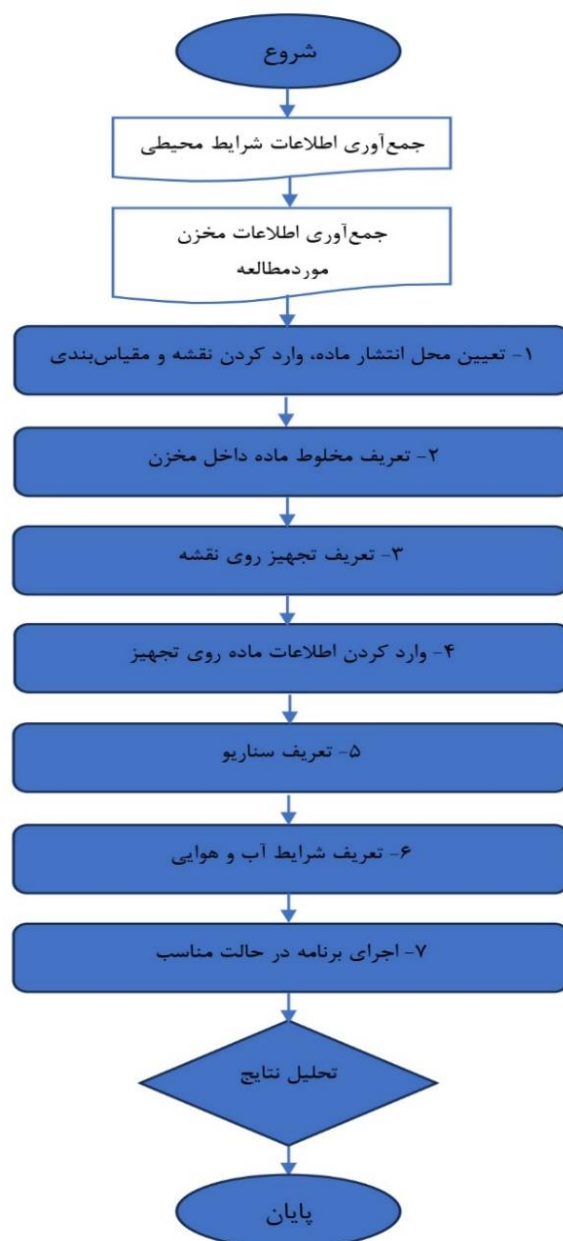 شروع
جمع‌آوری اطلاعات شرایط محیطی
جمع‌آوری اطلاعات مخزن
موردمطالعه
۱- تعیین محل انتشار ماده، وارد کردن نقشه و مقیاس‌بندی
۲- تعریف مخلوط ماده داخل مخزن
۳- تعریف تجهیز روی نقشه
۴- وارد کردن اطلاعات ماده روی تجهیز
۵- تعریف سناریو
۶- تعریف شرایط آب و هوایی
۷- اجرای برنامه در حالت مناسب
تحلیل نتایج
پایان